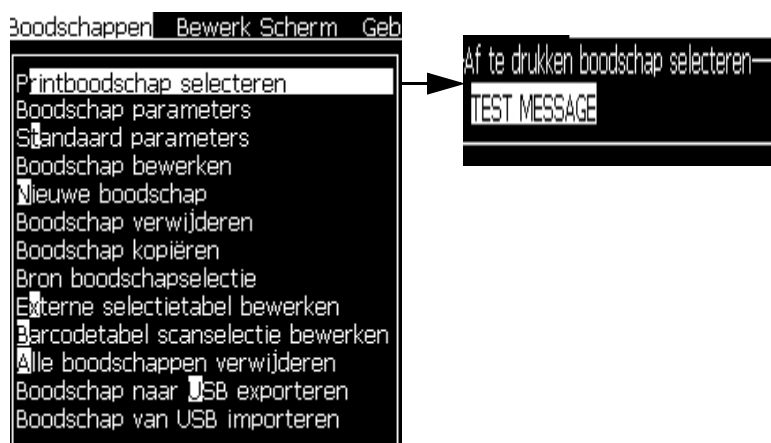 Boodschappen Bewerk Scherm Geb
Printboodschap selecteren
Boodschap parameters
Standaard parameters
Boodschap bewerken
Nieuwe boodschap
Boodschap verwijderen
Boodschap kopiëren
Bron boodschapselectie
Externe selectietabel bewerken
Barcodetabel scanselectie bewerken
Alle boodschappen verwijderen
Boodschap naar USB exporteren
Boodschap van USB importeren
Af te drukken boodschap selecteren
TEST MESSAGE